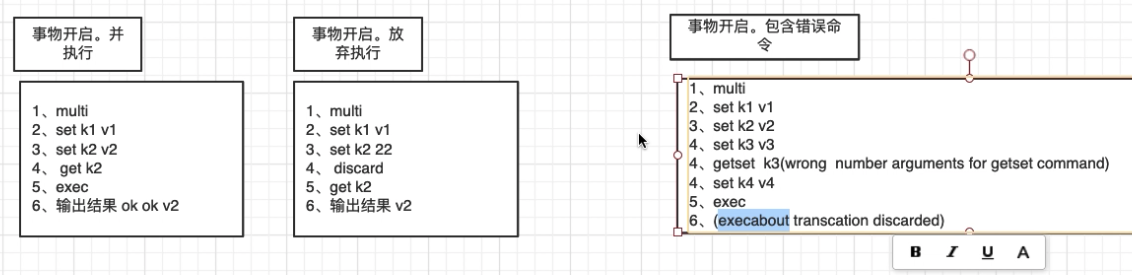 事物开启。并
执行
1、multi
2、set k1 v1
3、set k2 v2
4、 get k2
5、exec
6、输出结果 ok ok v2
事物开启。放
弃执行
1、multi
2、set k1 v1
3、set k2 22
4、 discard
5、get k2
6、输出结果 v2
事物开启。包含错误命
令
1、multi
2、set k1 v1
3、set k2 v2
4、set k3 v3
4、getset  k3(wrong  number arguments for getset command)
4、set k4 v4
5、exec
6、(execabout transcation discarded)
B I U A